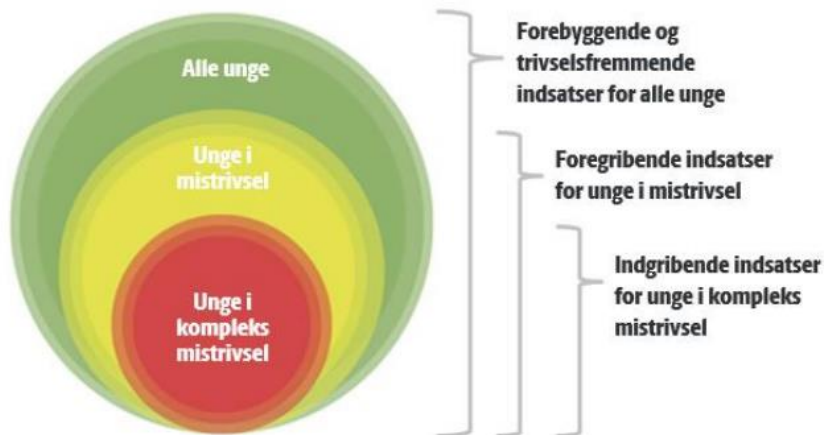 Alle unge
Unge i
mistrivsel
Unge i
kompleks
mistrivsel
Forebyggende og
trivselsfremmende
indsatser for alle unge
Foregribende indsatser
for unge i mistrivsel
Indgribende indsatser
for unge i kompleks
mistrivsel